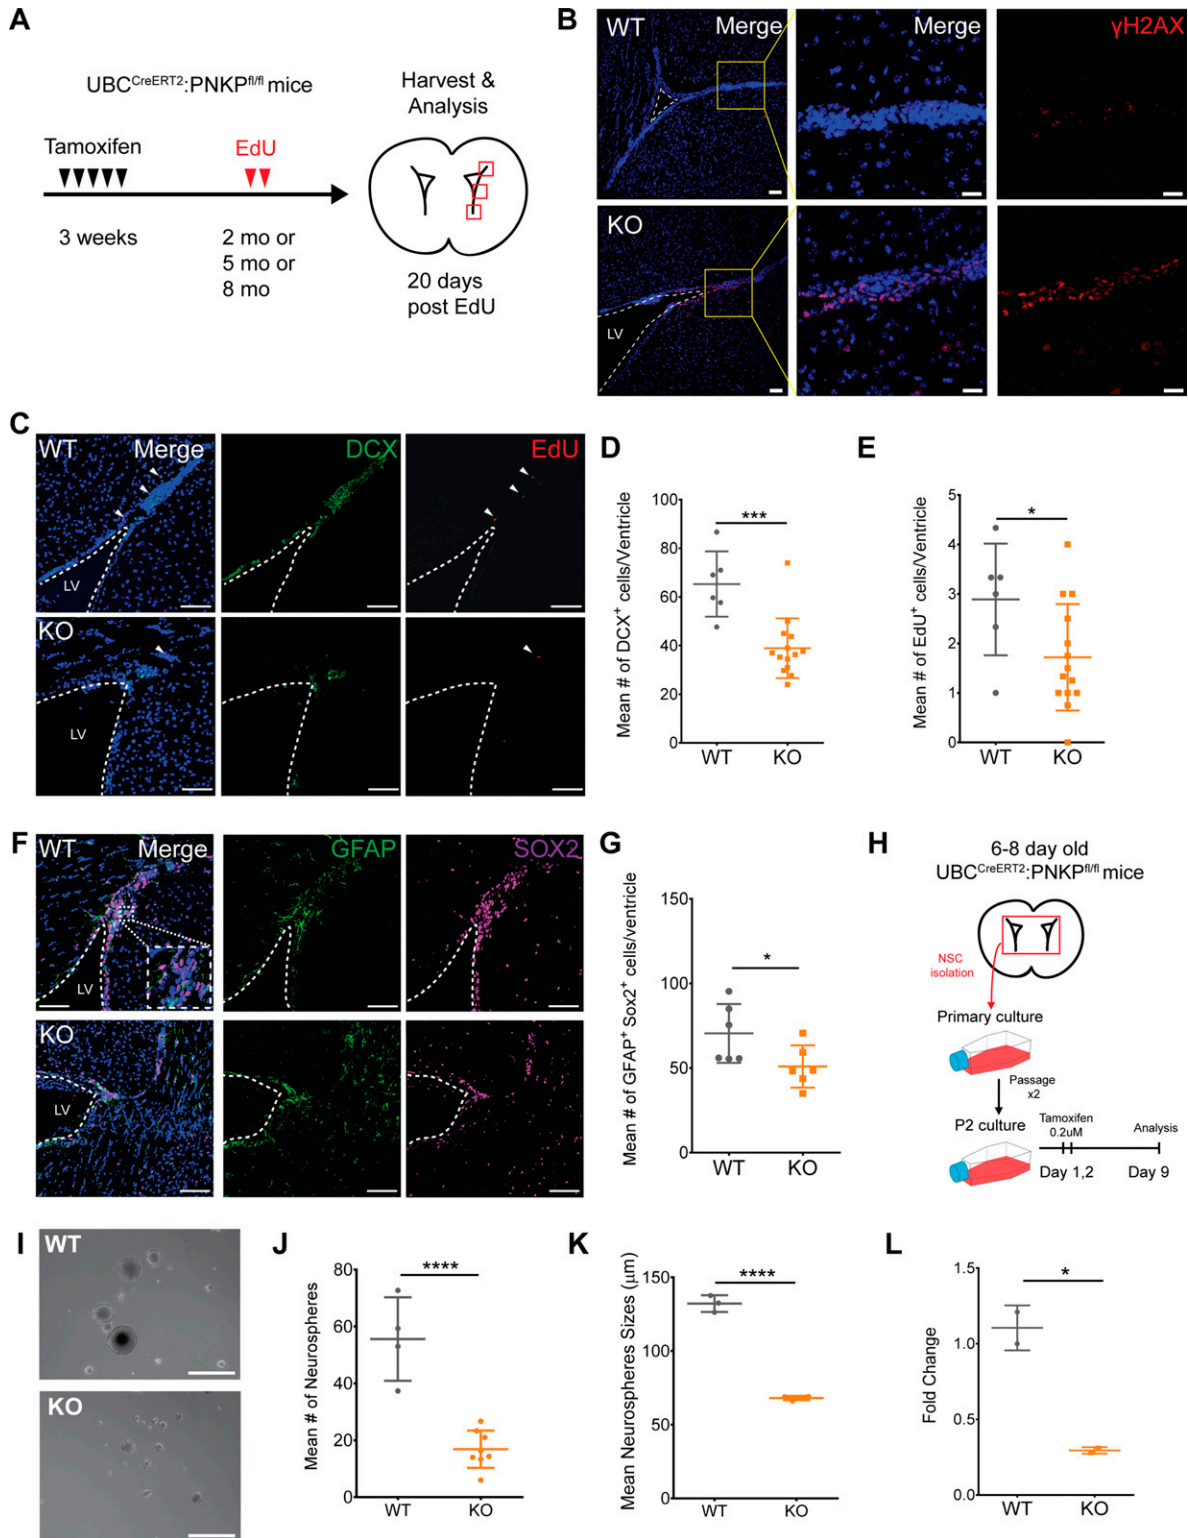 A
UBC^CreERT2:PNKP^fl/fl mice
Harvest &
Analysis
Tamoxifen
EdU
3 weeks
2 mo or
5 mo or
8 mo
20 days
post EdU
B
WT
Merge
Merge
γH2AX
KO
LV
C
WT
Merge
DCX
EdU
LV
KO
LV
D
Mean # of DCX⁺ cells/Ventricle
100
80
60
40
20
0
***
WT
KO
E
Mean # of EdU⁺ cells/Ventricle
5
4
3
2
1
0
*
WT
KO
F
WT
Merge
GFAP
SOX2
LV
KO
LV
G
Mean # of GFAP⁺ Sox2⁺ cells/ventricle
150
100
50
0
*
WT
KO
H
6-8 day old
UBC^CreERT2:PNKP^fl/fl mice
NSC
isolation
Primary culture
Passage
x2
P2 culture
Tamoxifen
0.2uM
Analysis
Day 1,2
Day 9
I
WT
KO
J
Mean # of Neurospheres
80
60
40
20
0
****
WT
KO
K
Mean Neurospheres Sizes (μm)
150
100
50
0
****
WT
KO
L
Fold Change
1.5
1.0
0.5
0.0
*
WT
KO